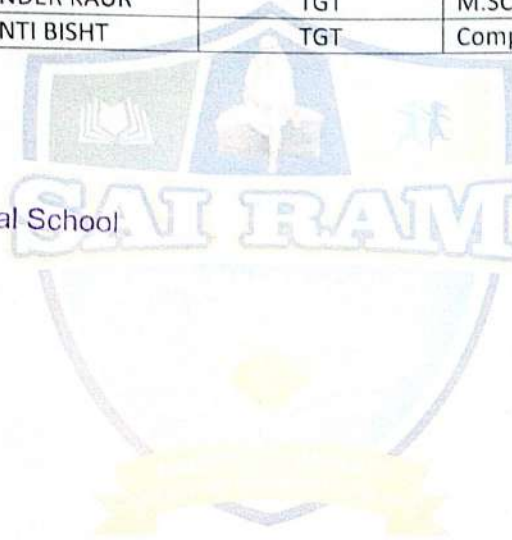 NDER KAUR TGT M.Sc
NTI BISHT TGT Comp
al School
SAI RAM